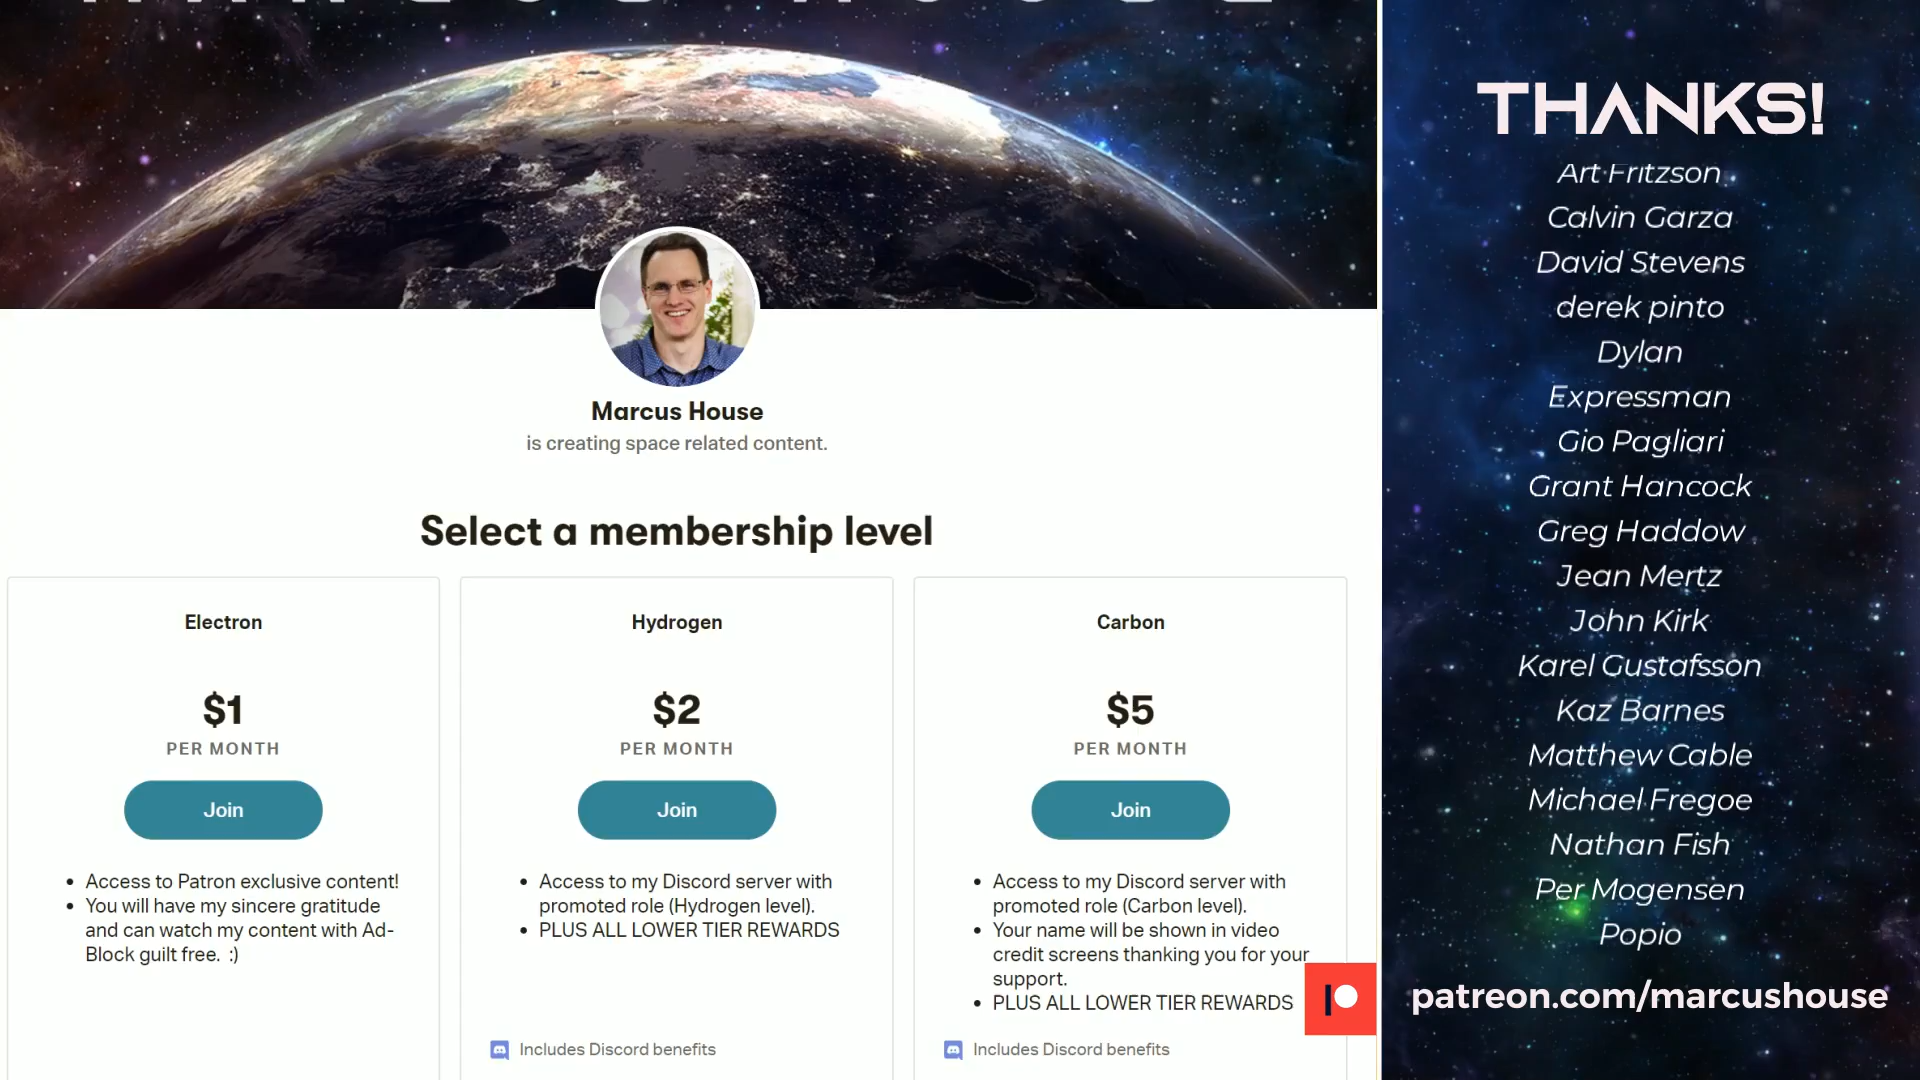 Marcus House
is creating space related content.
Select a membership level
Electron
$1
PER MONTH
Join
• Access to Patron exclusive content!
• You will have my sincere gratitude
and can watch my content with Ad-
Block guilt free.  :)
Hydrogen
$2
PER MONTH
Join
• Access to my Discord server with
promoted role (Hydrogen level).
• PLUS ALL LOWER TIER REWARDS
Includes Discord benefits
Carbon
$5
PER MONTH
Join
• Access to my Discord server with
promoted role (Carbon level).
• Your name will be shown in video
credit screens thanking you for your
support.
• PLUS ALL LOWER TIER REWARDS
Includes Discord benefits
THANKS!
Art Fritzson
Calvin Garza
David Stevens
derek pinto
Dylan
Expressman
Gio Pagliari
Grant Hancock
Greg Haddow
Jean Mertz
John Kirk
Karel Gustafsson
Kaz Barnes
Matthew Cable
Michael Fregoe
Nathan Fish
Per Mogensen
Popio
patreon.com/marcushouse